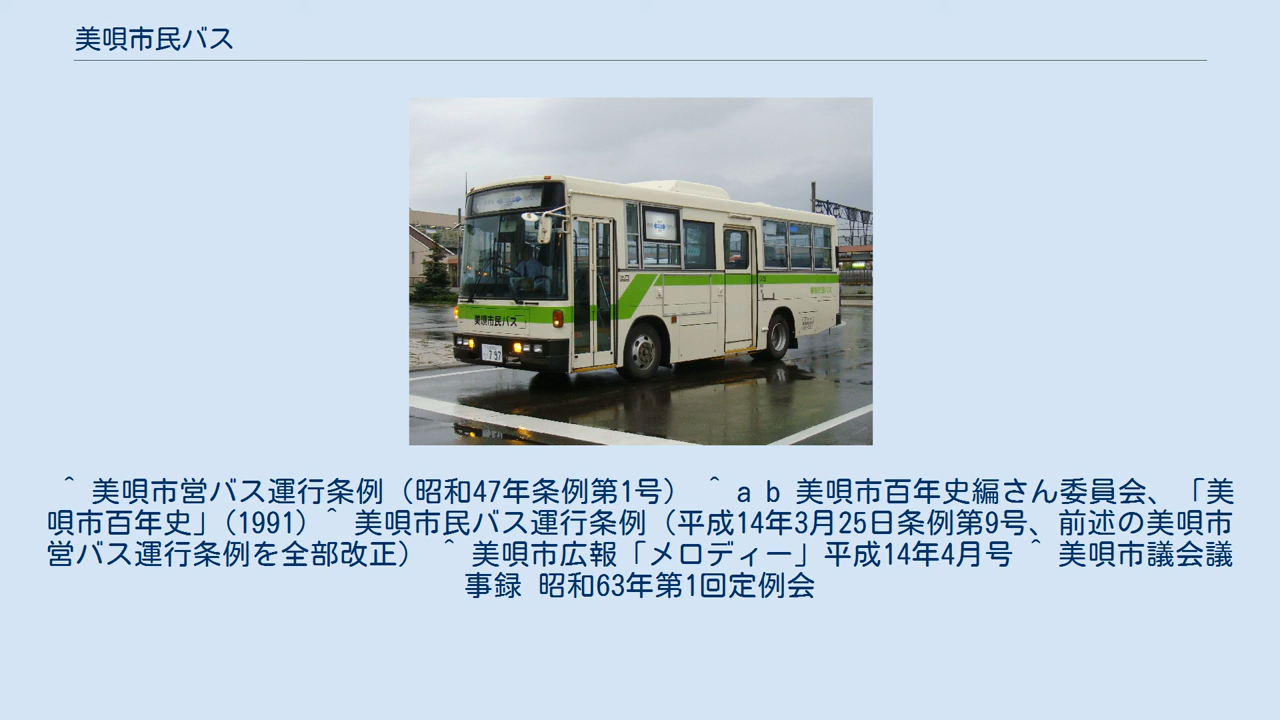 美唄市民バス
美唄市民バス
797
^ 美唄市営バス運行条例（昭和47年条例第1号） ^ a b 美唄市百年史編さん委員会、「美
唄市百年史」（1991）^ 美唄市民バス運行条例（平成14年3月25日条例第9号、前述の美唄市
営バス運行条例を全部改正） ^ 美唄市広報「メロディー」平成14年4月号 ^ 美唄市議会議
事録 昭和63年第1回定例会